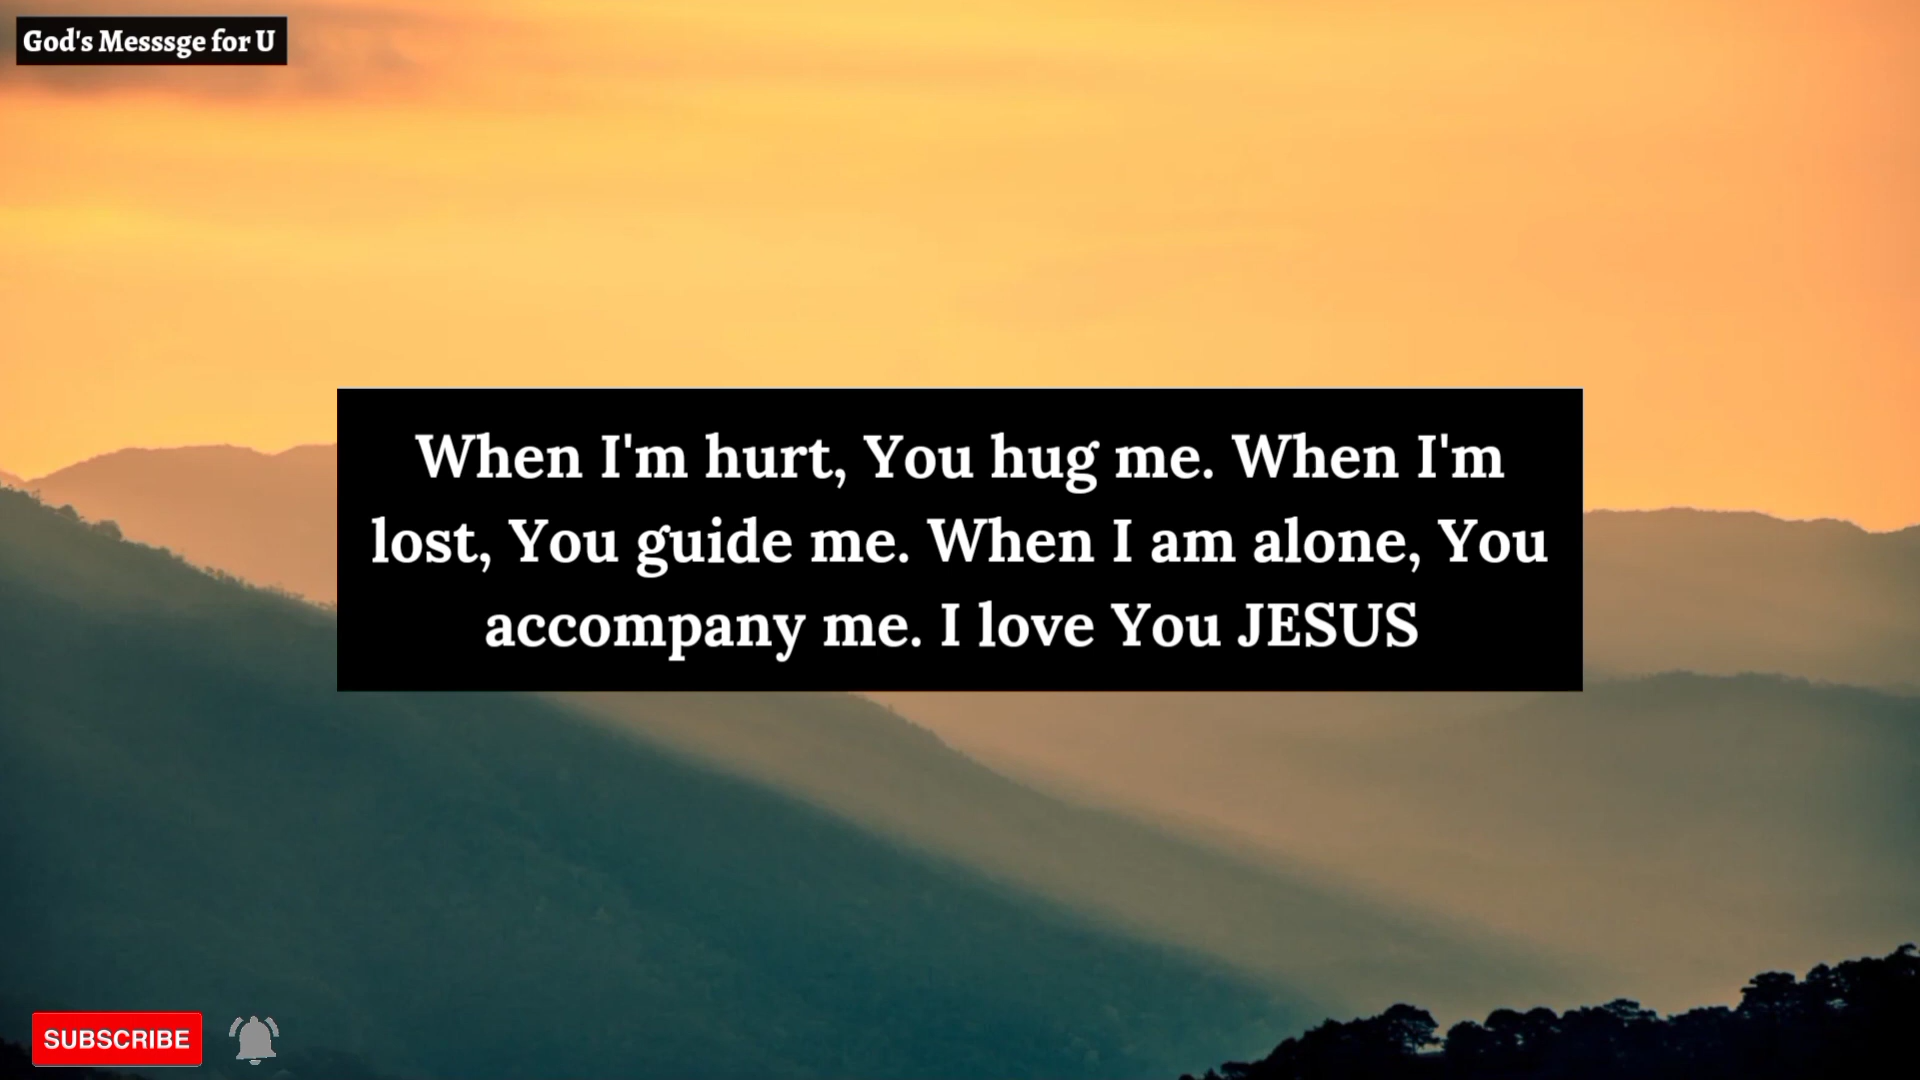 God's Messsge for U
When I'm hurt, You hug me. When I'm
lost, You guide me. When I am alone, You
accompany me. I love You JESUS
SUBSCRIBE